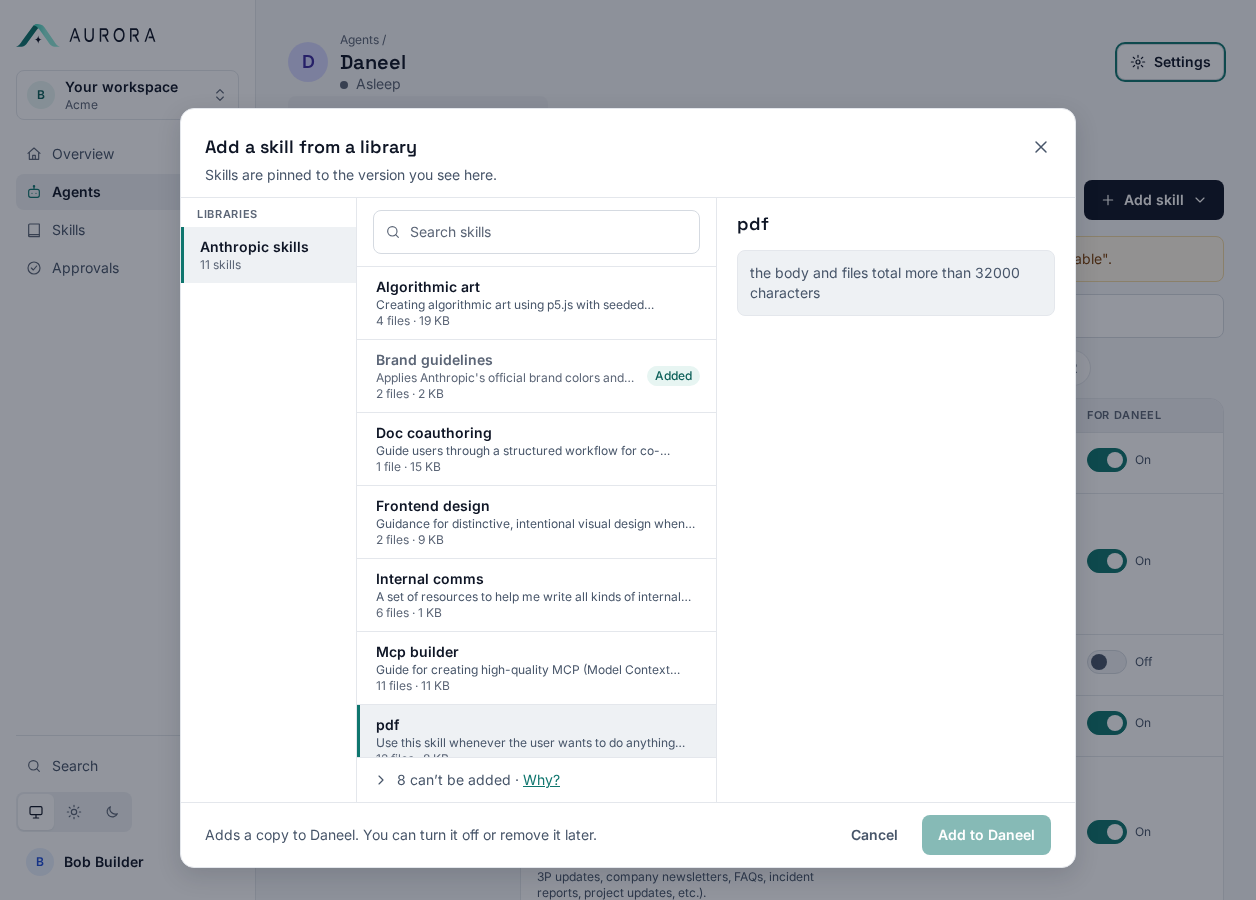 AURORA
B
Your workspace
Acme
Overview
Agents
Skills
Approvals
Search
B
Bob Builder
D
Agents /
Daneel
Asleep
Settings
Add skill
able".
FOR DANEEL
On
On
Off
On
On
3P updates, company newsletters, FAQs, incident
reports, project updates, etc.).
Add a skill from a library
Skills are pinned to the version you see here.
LIBRARIES
Anthropic skills
11 skills
Search skills
Algorithmic art
Creating algorithmic art using p5.js with seeded…
4 files · 19 KB
Brand guidelines
Applies Anthropic's official brand colors and…
2 files · 2 KB
Added
Doc coauthoring
Guide users through a structured workflow for co-…
1 file · 15 KB
Frontend design
Guidance for distinctive, intentional visual design when…
2 files · 9 KB
Internal comms
A set of resources to help me write all kinds of internal…
6 files · 1 KB
Mcp builder
Guide for creating high-quality MCP (Model Context…
11 files · 11 KB
pdf
Use this skill whenever the user wants to do anything…
8 can’t be added · Why?
pdf
the body and files total more than 32000
characters
Adds a copy to Daneel. You can turn it off or remove it later.
Cancel
Add to Daneel